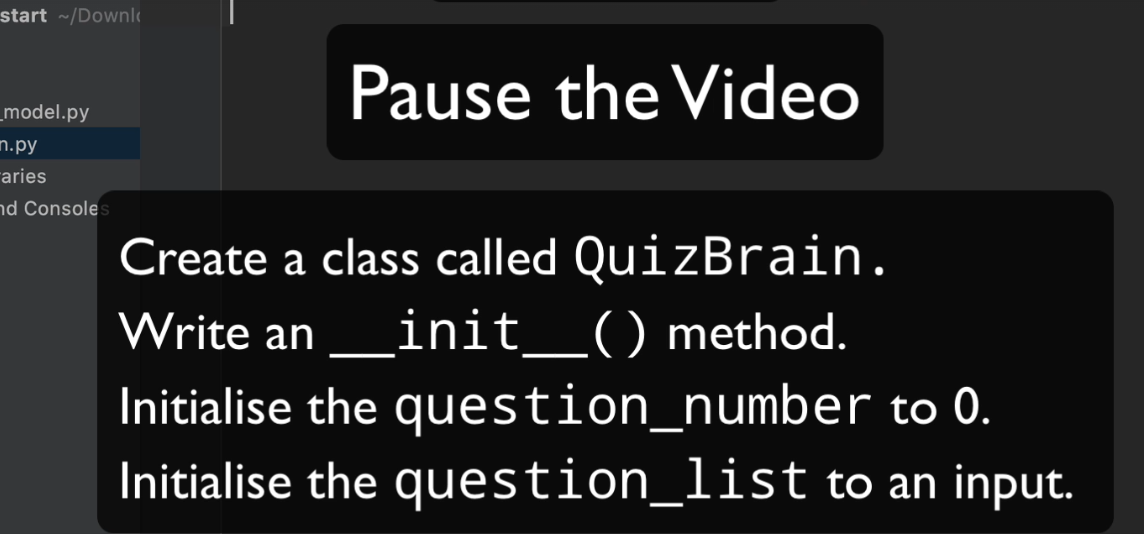 start ~/Downl
Pause the Video
_model.py
n.py
aries
nd Consoles
Create a class called QuizBrain.
Write an __init__() method.
Initialise the question_number to 0.
Initialise the question_list to an input.